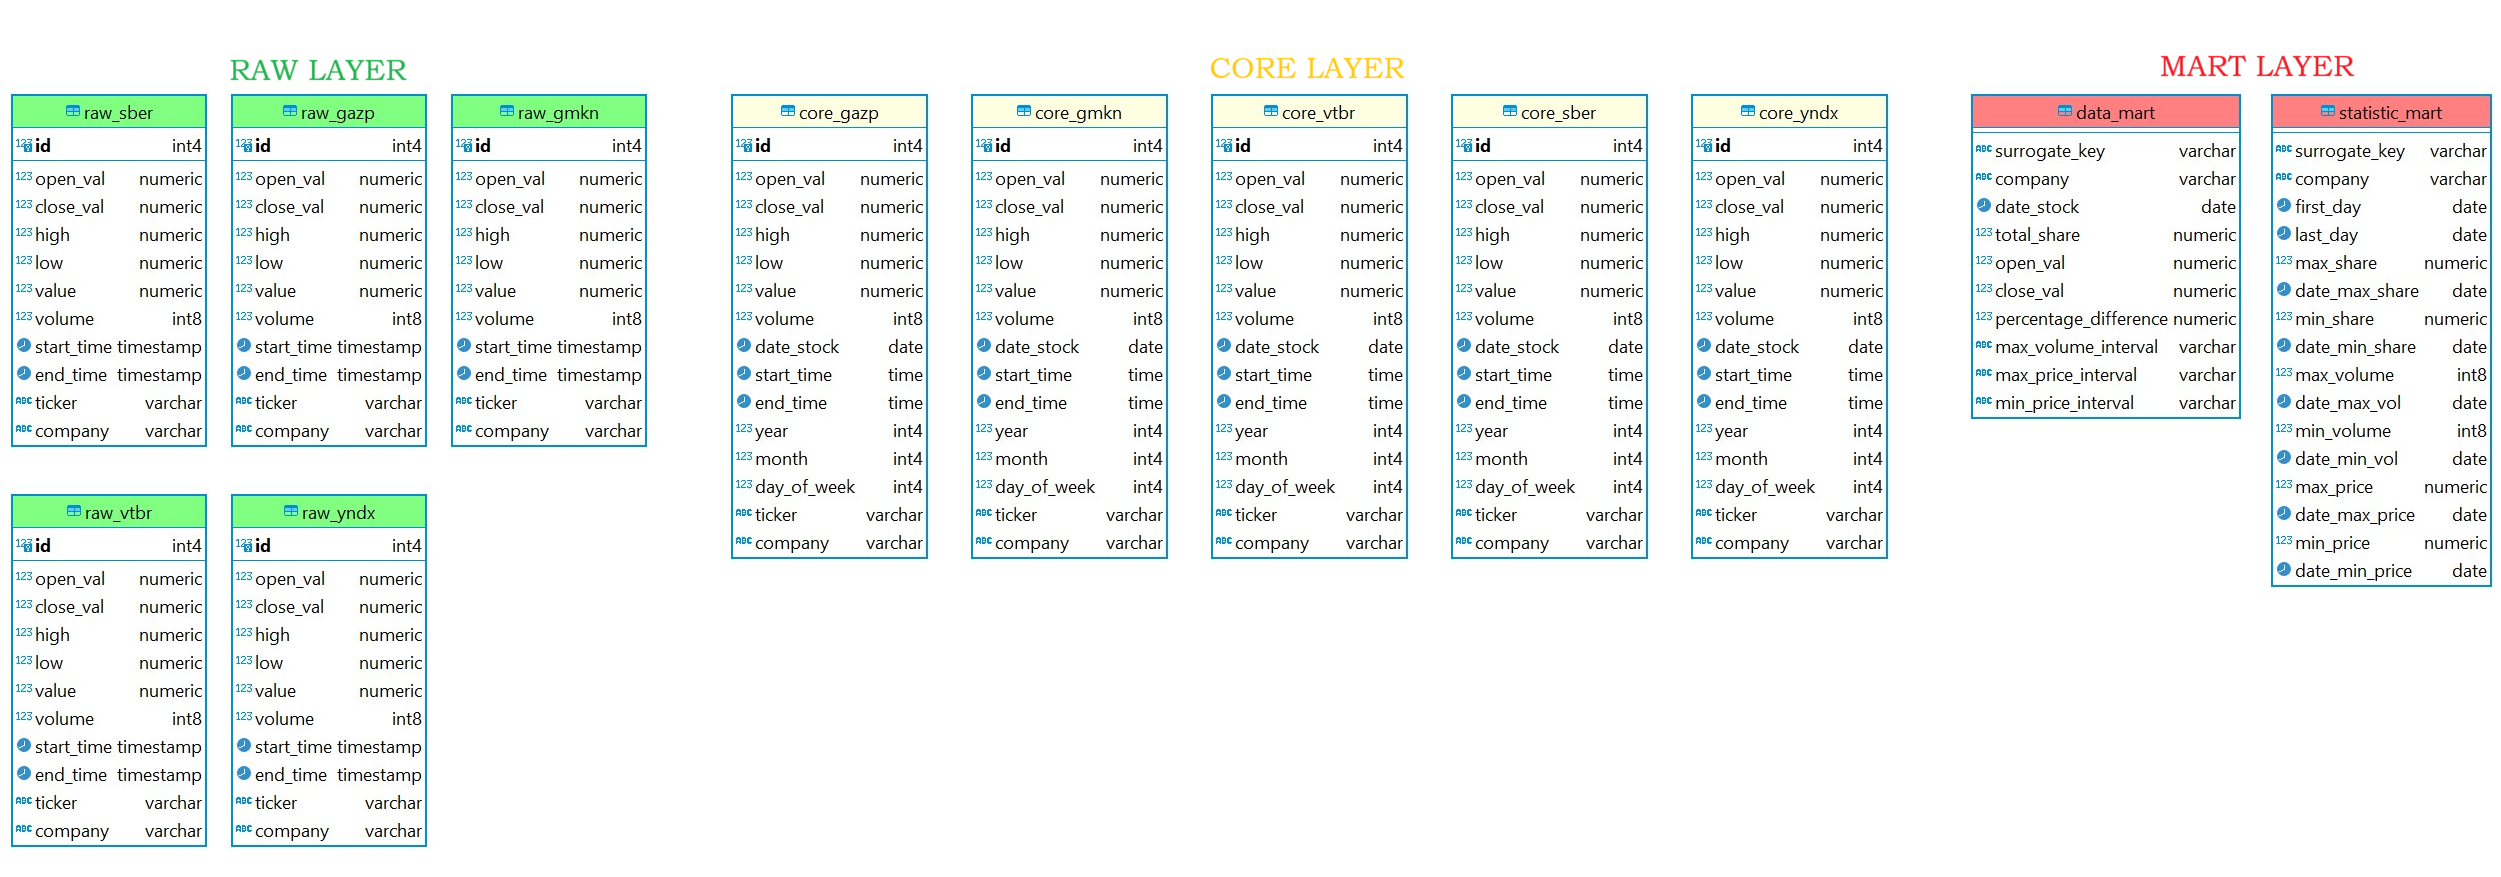 RAW LAYER
raw_sber
id int4
open_val numeric
close_val numeric
high numeric
low numeric
value numeric
volume int8
start_time timestamp
end_time timestamp
ticker varchar
company varchar
raw_gazp
id int4
open_val numeric
close_val numeric
high numeric
low numeric
value numeric
volume int8
start_time timestamp
end_time timestamp
ticker varchar
company varchar
raw_gmkn
id int4
open_val numeric
close_val numeric
high numeric
low numeric
value numeric
volume int8
start_time timestamp
end_time timestamp
ticker varchar
company varchar
raw_vtbr
id int4
open_val numeric
close_val numeric
high numeric
low numeric
value numeric
volume int8
start_time timestamp
end_time timestamp
ticker varchar
company varchar
raw_yndx
id int4
open_val numeric
close_val numeric
high numeric
low numeric
value numeric
volume int8
start_time timestamp
end_time timestamp
ticker varchar
company varchar
CORE LAYER
core_gazp
id int4
open_val numeric
close_val numeric
high numeric
low numeric
value numeric
volume int8
date_stock date
start_time time
end_time time
year int4
month int4
day_of_week int4
ticker varchar
company varchar
core_gmkn
id int4
open_val numeric
close_val numeric
high numeric
low numeric
value numeric
volume int8
date_stock date
start_time time
end_time time
year int4
month int4
day_of_week int4
ticker varchar
company varchar
core_vtbr
id int4
open_val numeric
close_val numeric
high numeric
low numeric
value numeric
volume int8
date_stock date
start_time time
end_time time
year int4
month int4
day_of_week int4
ticker varchar
company varchar
core_sber
id int4
open_val numeric
close_val numeric
high numeric
low numeric
value numeric
volume int8
date_stock date
start_time time
end_time time
year int4
month int4
day_of_week int4
ticker varchar
company varchar
core_yndx
id int4
open_val numeric
close_val numeric
high numeric
low numeric
value numeric
volume int8
date_stock date
start_time time
end_time time
year int4
month int4
day_of_week int4
ticker varchar
company varchar
MART LAYER
data_mart
surrogate_key varchar
company varchar
date_stock date
total_share numeric
open_val numeric
close_val numeric
percentage_difference numeric
max_volume_interval varchar
max_price_interval varchar
min_price_interval varchar
statistic_mart
surrogate_key varchar
company varchar
first_day date
last_day date
max_share numeric
date_max_share date
min_share numeric
date_min_share date
max_volume int8
date_max_vol date
min_volume int8
date_min_vol date
max_price numeric
date_max_price date
min_price numeric
date_min_price date